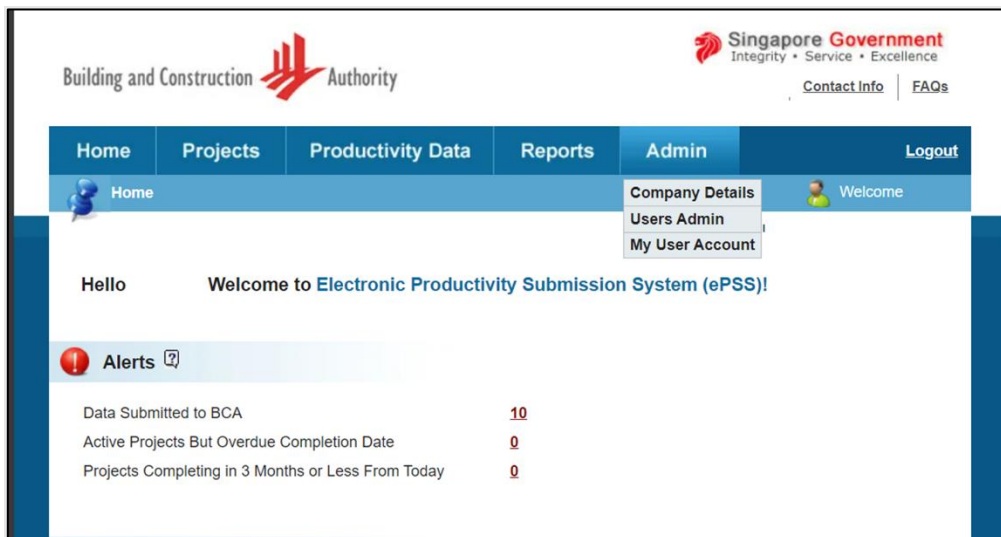 Building and Construction Authority
Singapore Government
Integrity • Service • Excellence
Contact Info FAQs
Home Projects Productivity Data Reports Admin Logout
Home Welcome
Company Details
Users Admin
My User Account
Hello Welcome to Electronic Productivity Submission System (ePSS)!
Alerts
Data Submitted to BCA 10
Active Projects But Overdue Completion Date 0
Projects Completing in 3 Months or Less From Today 0